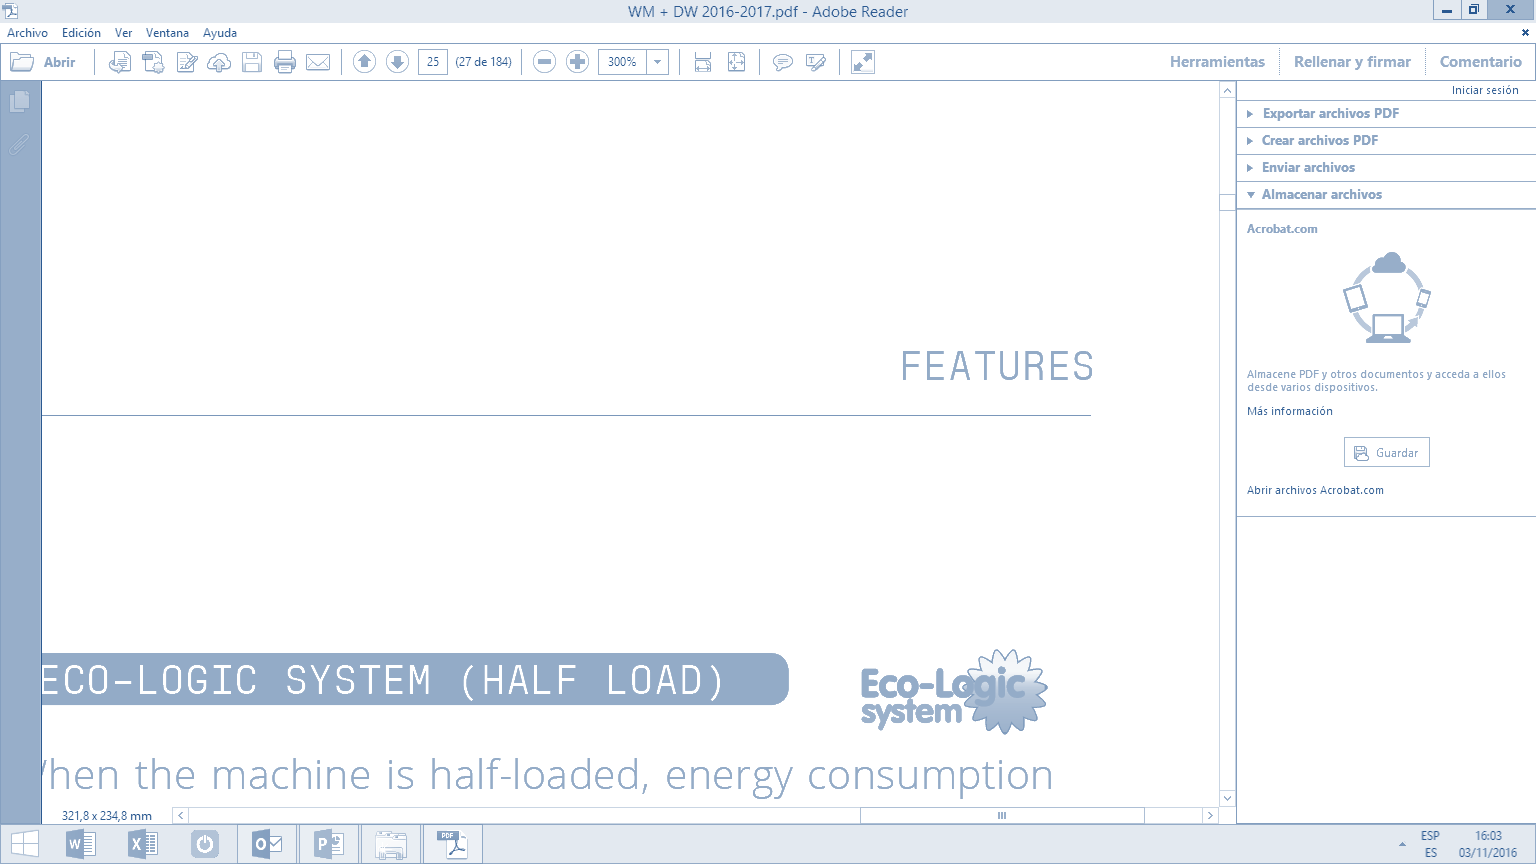 WM + DW 2016-2017.pdf - Adobe Reader
Archivo Edición Ver Ventana Ayuda
Abrir 25 (27 de 184) 300% Herramientas Rellenar y firmar Comentario
Iniciar sesión
Exportar archivos PDF
Crear archivos PDF
Enviar archivos
Almacenar archivos
Acrobat.com
Almacene PDF y otros documentos y acceda a ellos
desde varios dispositivos.
Más información
Guardar
Abrir archivos Acrobat.com
FEATURES
ECO-LOGIC SYSTEM (HALF LOAD)
Eco-Logic
system
When the machine is half-loaded, energy consumption
321,8 x 234,8 mm
PDF
ESP
ES
16:03
03/11/2016